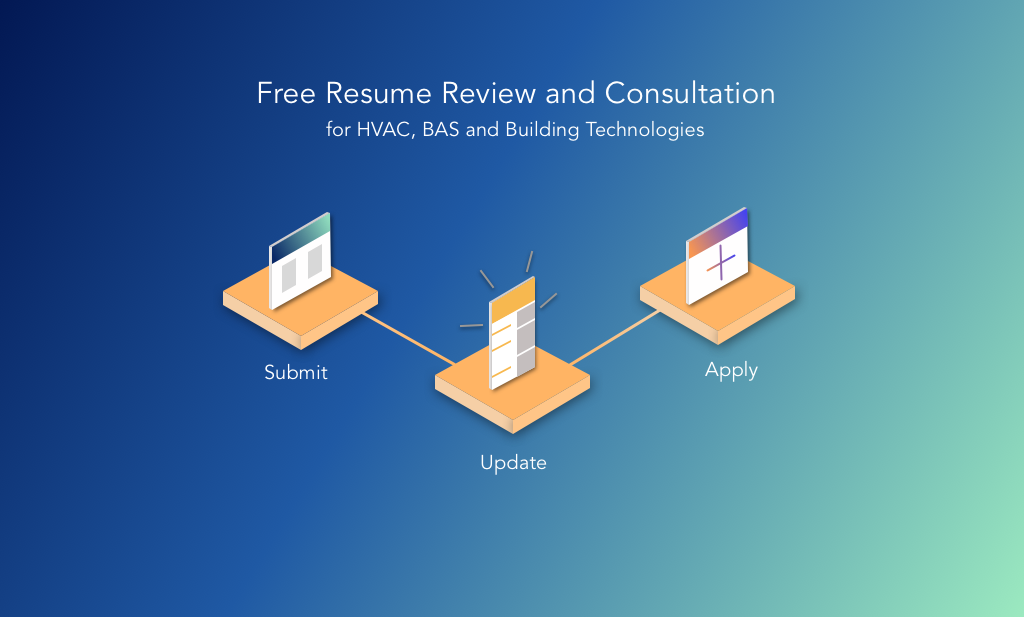 Free Resume Review and Consultation
for HVAC, BAS and Building Technologies
Submit
Update
Apply